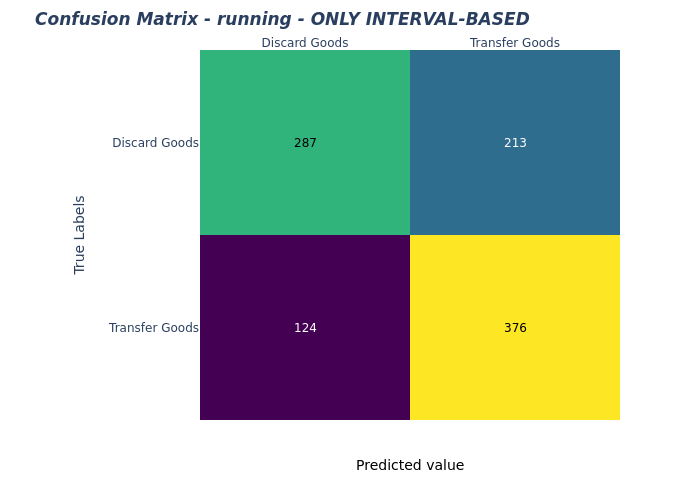 Confusion Matrix - running - ONLY INTERVAL-BASED
Discard Goods Transfer Goods
Discard Goods 287 213
True Labels
Transfer Goods 124 376
Predicted value